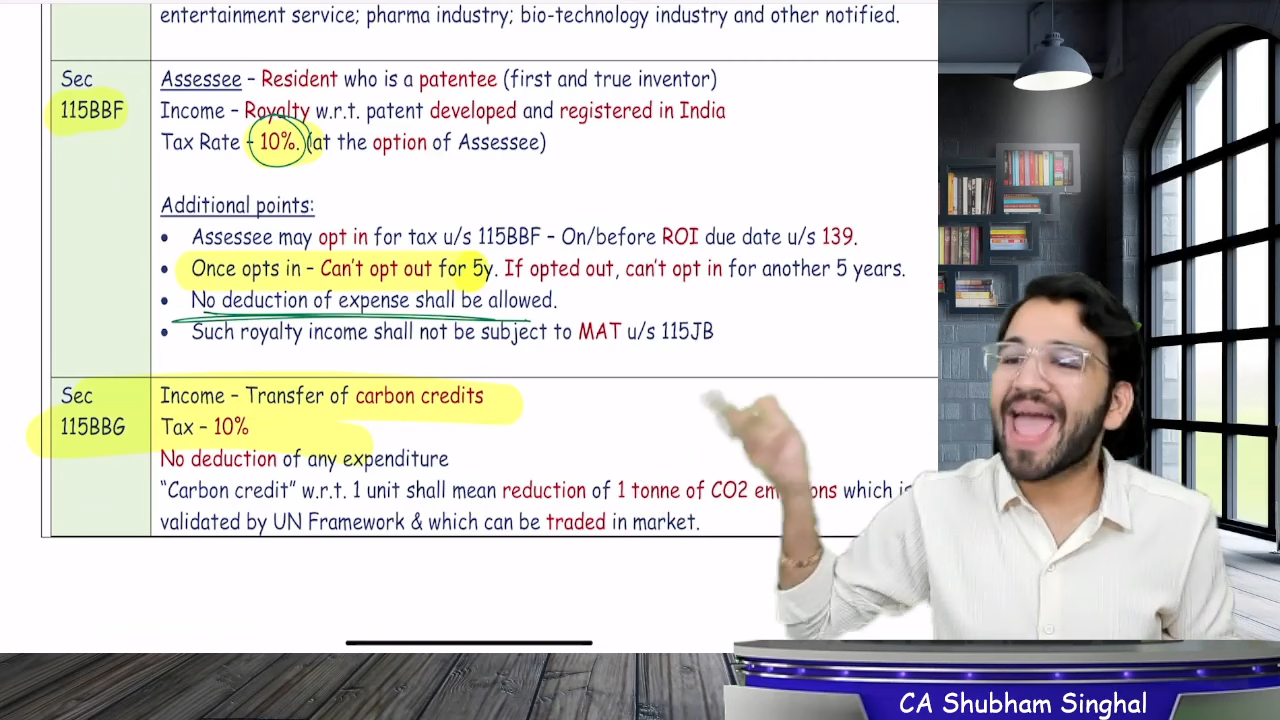 entertainment service; pharma industry; bio-technology industry and other notified.
Sec
115BBF
Assessee – Resident who is a patentee (first and true inventor)
Income – Royalty w.r.t. patent developed and registered in India
Tax Rate – 10%. (at the option of Assessee)
Additional points:
• Assessee may opt in for tax u/s 115BBF – On/before ROI due date u/s 139.
• Once opts in – Can't opt out for 5y. If opted out, can't opt in for another 5 years.
• No deduction of expense shall be allowed.
• Such royalty income shall not be subject to MAT u/s 115JB
Sec
115BBG
Income – Transfer of carbon credits
Tax – 10%
No deduction of any expenditure
“Carbon credit” w.r.t. 1 unit shall mean reduction of 1 tonne of CO2 which
validated by UN Framework & which can be traded in market.
CA Shubham Singhal